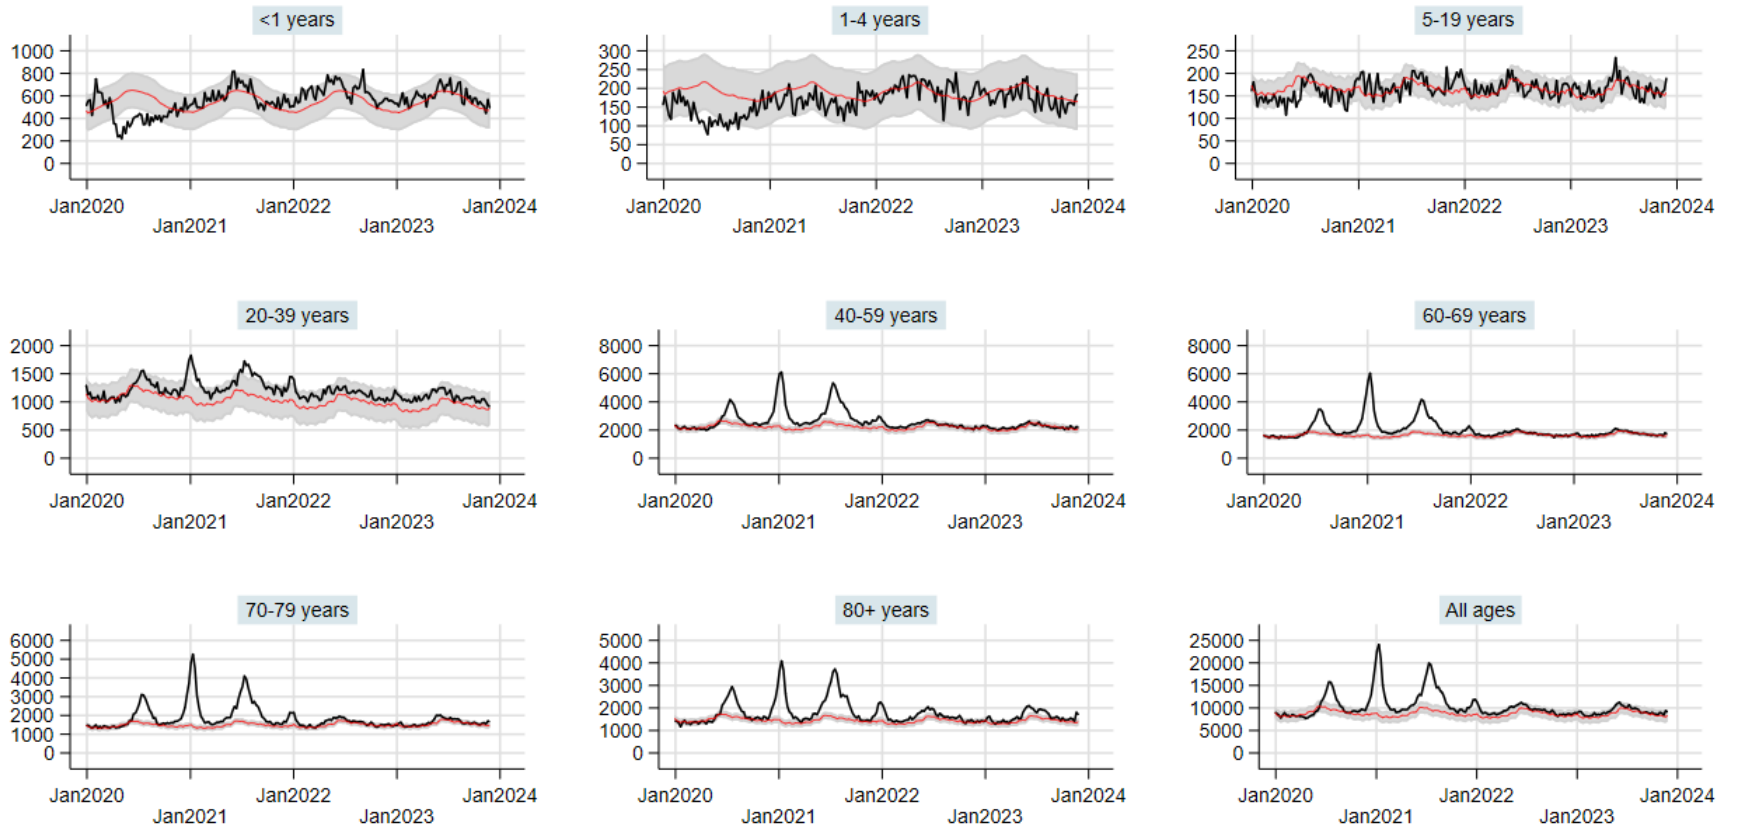 <1 years
1000
800
600
400
200
0
Jan2020
Jan2021
Jan2022
Jan2023
Jan2024
1-4 years
300
250
200
150
100
50
0
Jan2020
Jan2021
Jan2022
Jan2023
Jan2024
5-19 years
250
200
150
100
50
0
Jan2020
Jan2021
Jan2022
Jan2023
Jan2024
20-39 years
2000
1500
1000
500
0
Jan2020
Jan2021
Jan2022
Jan2023
Jan2024
40-59 years
8000
6000
4000
2000
0
Jan2020
Jan2021
Jan2022
Jan2023
Jan2024
60-69 years
8000
6000
4000
2000
0
Jan2020
Jan2021
Jan2022
Jan2023
Jan2024
70-79 years
6000
5000
4000
3000
2000
1000
0
Jan2020
Jan2021
Jan2022
Jan2023
Jan2024
80+ years
5000
4000
3000
2000
1000
0
Jan2020
Jan2021
Jan2022
Jan2023
Jan2024
All ages
25000
20000
15000
10000
5000
0
Jan2020
Jan2021
Jan2022
Jan2023
Jan2024